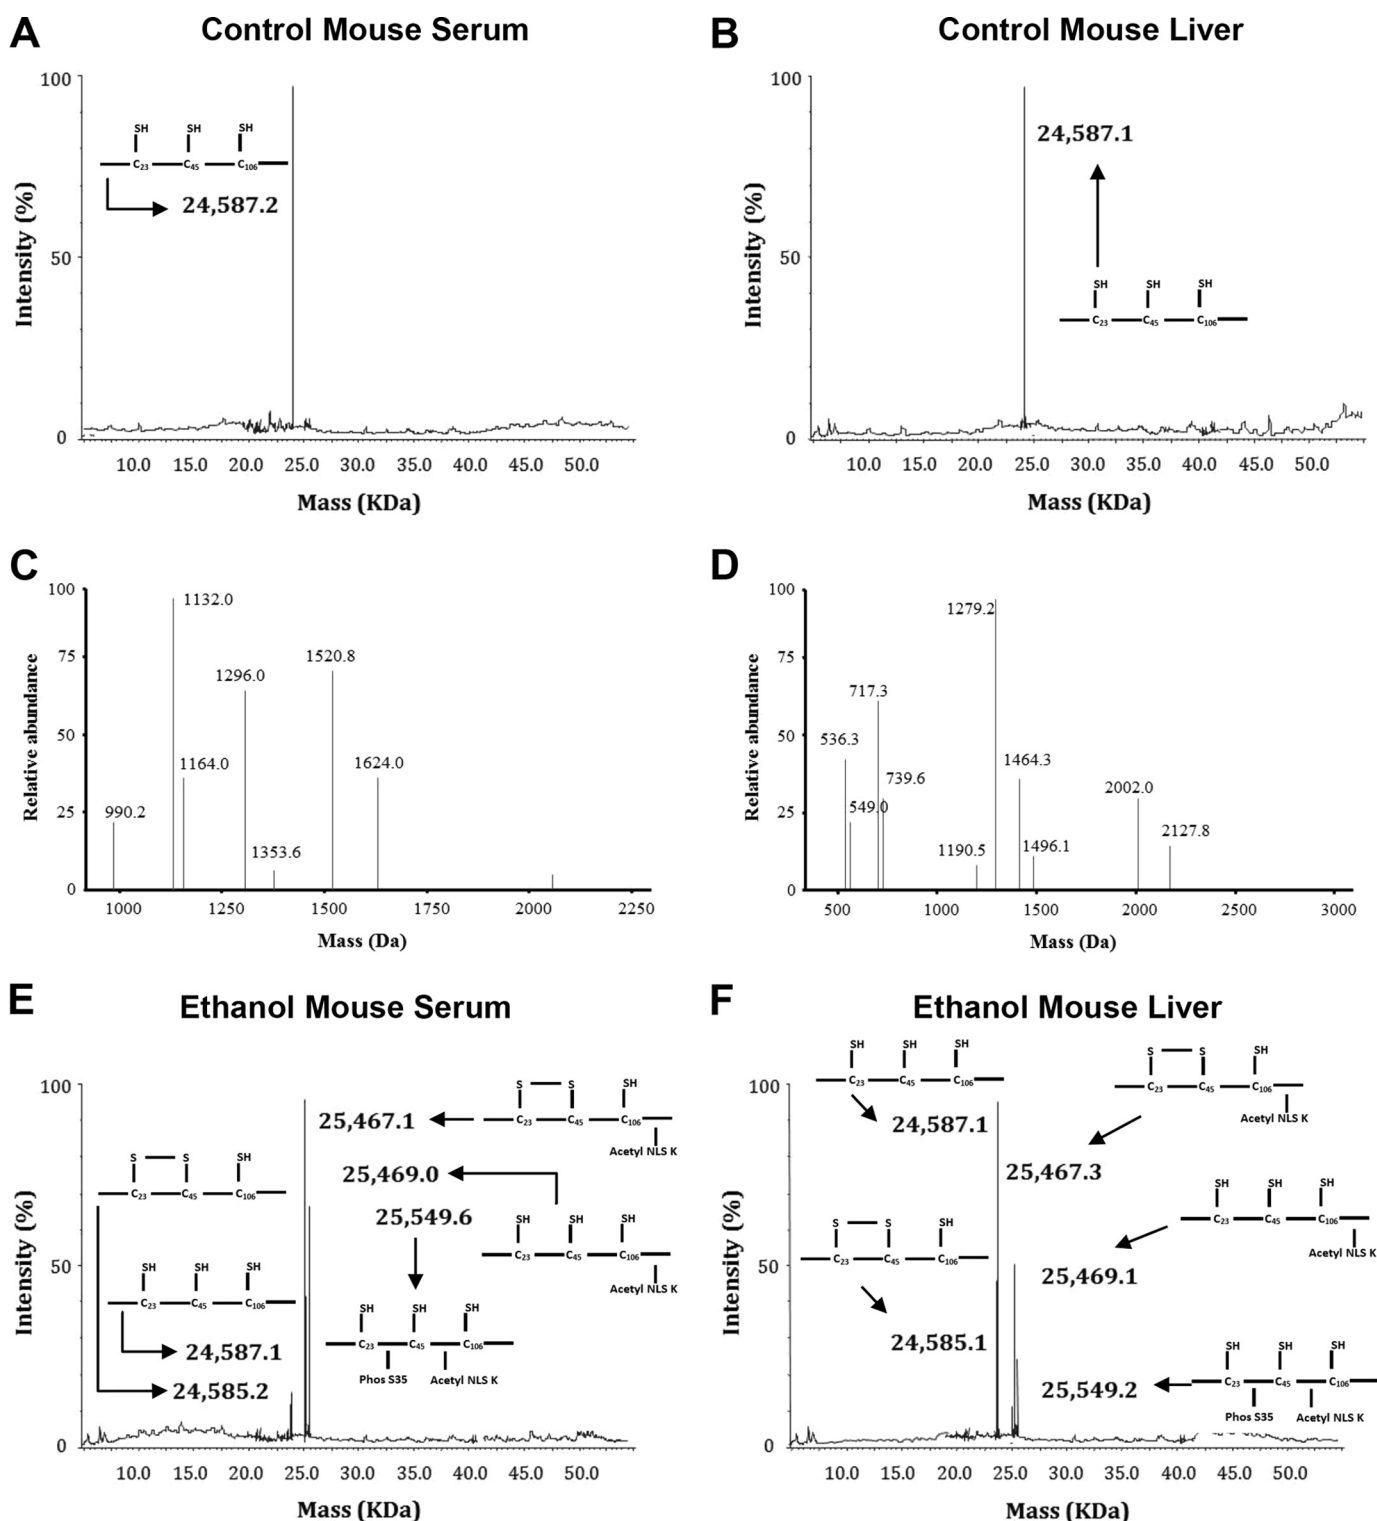 A
Control Mouse Serum
100
50
0
Intensity (%)
SH SH SH
C23 C45 C106
24,587.2
10.0 15.0 20.0 25.0 30.0 35.0 40.0 45.0 50.0
Mass (KDa)
B
Control Mouse Liver
100
50
0
Intensity (%)
24,587.1
SH SH SH
C23 C45 C106
10.0 15.0 20.0 25.0 30.0 35.0 40.0 45.0 50.0
Mass (KDa)
C
100
75
50
25
0
Relative abundance
1132.0
1520.8
1296.0
1164.0
1624.0
990.2
1353.6
1000 1250 1500 1750 2000 2250
Mass (Da)
D
100
75
50
25
0
Relative abundance
1279.2
717.3
536.3
1464.3
739.6
2002.0
549.0
2127.8
1190.5
1496.1
500 1000 1500 2000 2500 3000
Mass (Da)
E
Ethanol Mouse Serum
100
50
0
Intensity (%)
S S SH
C23 C45 C106
SH SH SH
C23 C45 C106
24,587.1
24,585.2
25,467.1
S S SH
C23 C45 C106
Acetyl NLS K
25,469.0
25,549.6
SH SH SH
C23 C45 C106
Acetyl NLS K
SH SH SH
C23 C45 C106
Phos S35 Acetyl NLS K
10.0 15.0 20.0 25.0 30.0 35.0 40.0 45.0 50.0
Mass (KDa)
F
Ethanol Mouse Liver
100
50
0
Intensity (%)
SH SH SH
C23 C45 C106
24,587.1
S S SH
C23 C45 C106
Acetyl NLS K
25,467.3
S S SH
C23 C45 C106
24,585.1
SH SH SH
C23 C45 C106
Acetyl NLS K
25,469.1
SH SH SH
C23 C45 C106
Phos S35 Acetyl NLS K
25,549.2
10.0 15.0 20.0 25.0 30.0 35.0 40.0 45.0 50.0
Mass (KDa)